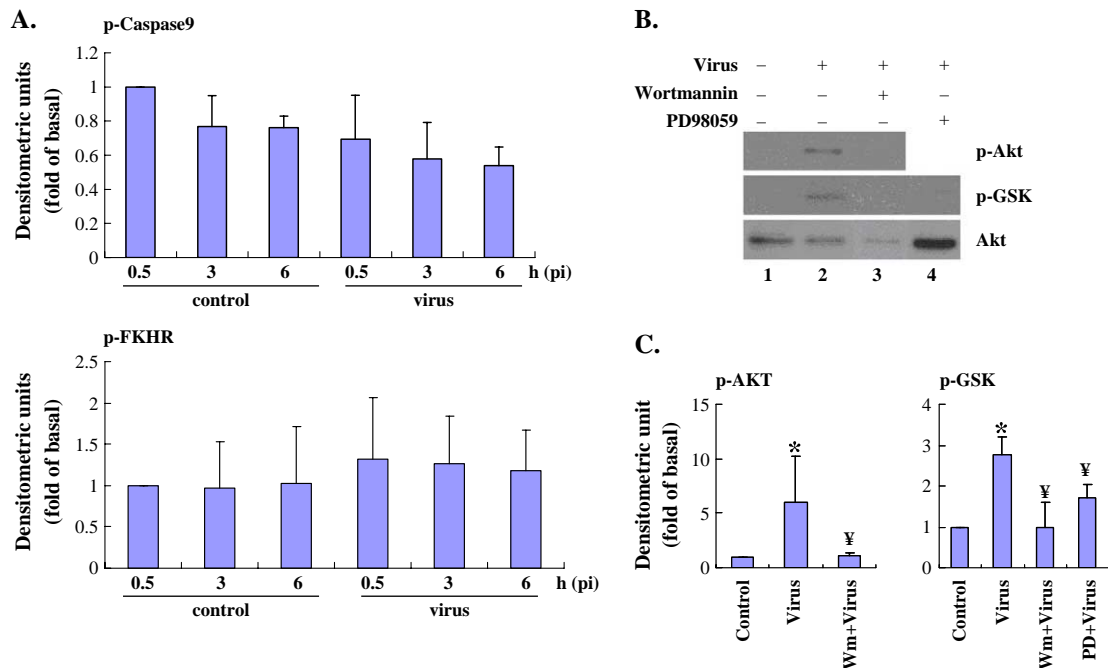 A.
p-Caspase9
Densitometric units
(fold of basal)
1.2
1
0.8
0.6
0.4
0.2
0
0.5 3 6 0.5 3 6 h (pi)
control virus
p-FKHR
Densitometric units
(fold of basal)
2.5
2
1.5
1
0.5
0
0.5 3 6 0.5 3 6 h (pi)
control virus
B.
Virus – + + +
Wortmannin – – + –
PD98059 – – – +
p-Akt
p-GSK
Akt
1 2 3 4
C.
p-AKT
Densitometric unit
(fold of basal)
15
10
5
0
*
¥
Control Virus Wm+Virus
p-GSK
4
3
2
1
0
*
¥
¥
Control Virus Wm+Virus PD+Virus